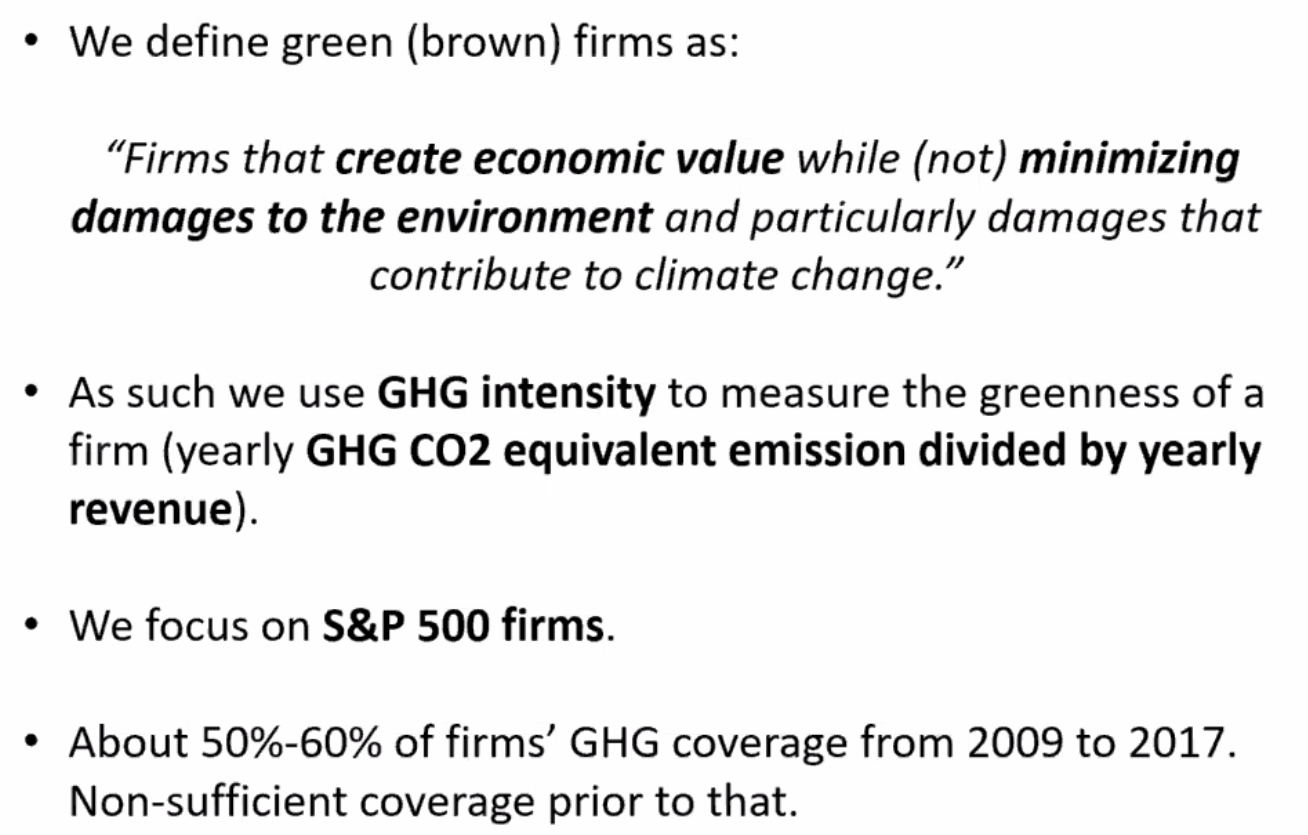 • We define green (brown) firms as:
“Firms that create economic value while (not) minimizing
damages to the environment and particularly damages that
contribute to climate change.”
• As such we use GHG intensity to measure the greenness of a
firm (yearly GHG CO2 equivalent emission divided by yearly
revenue).
• We focus on S&P 500 firms.
• About 50%-60% of firms’ GHG coverage from 2009 to 2017.
Non-sufficient coverage prior to that.